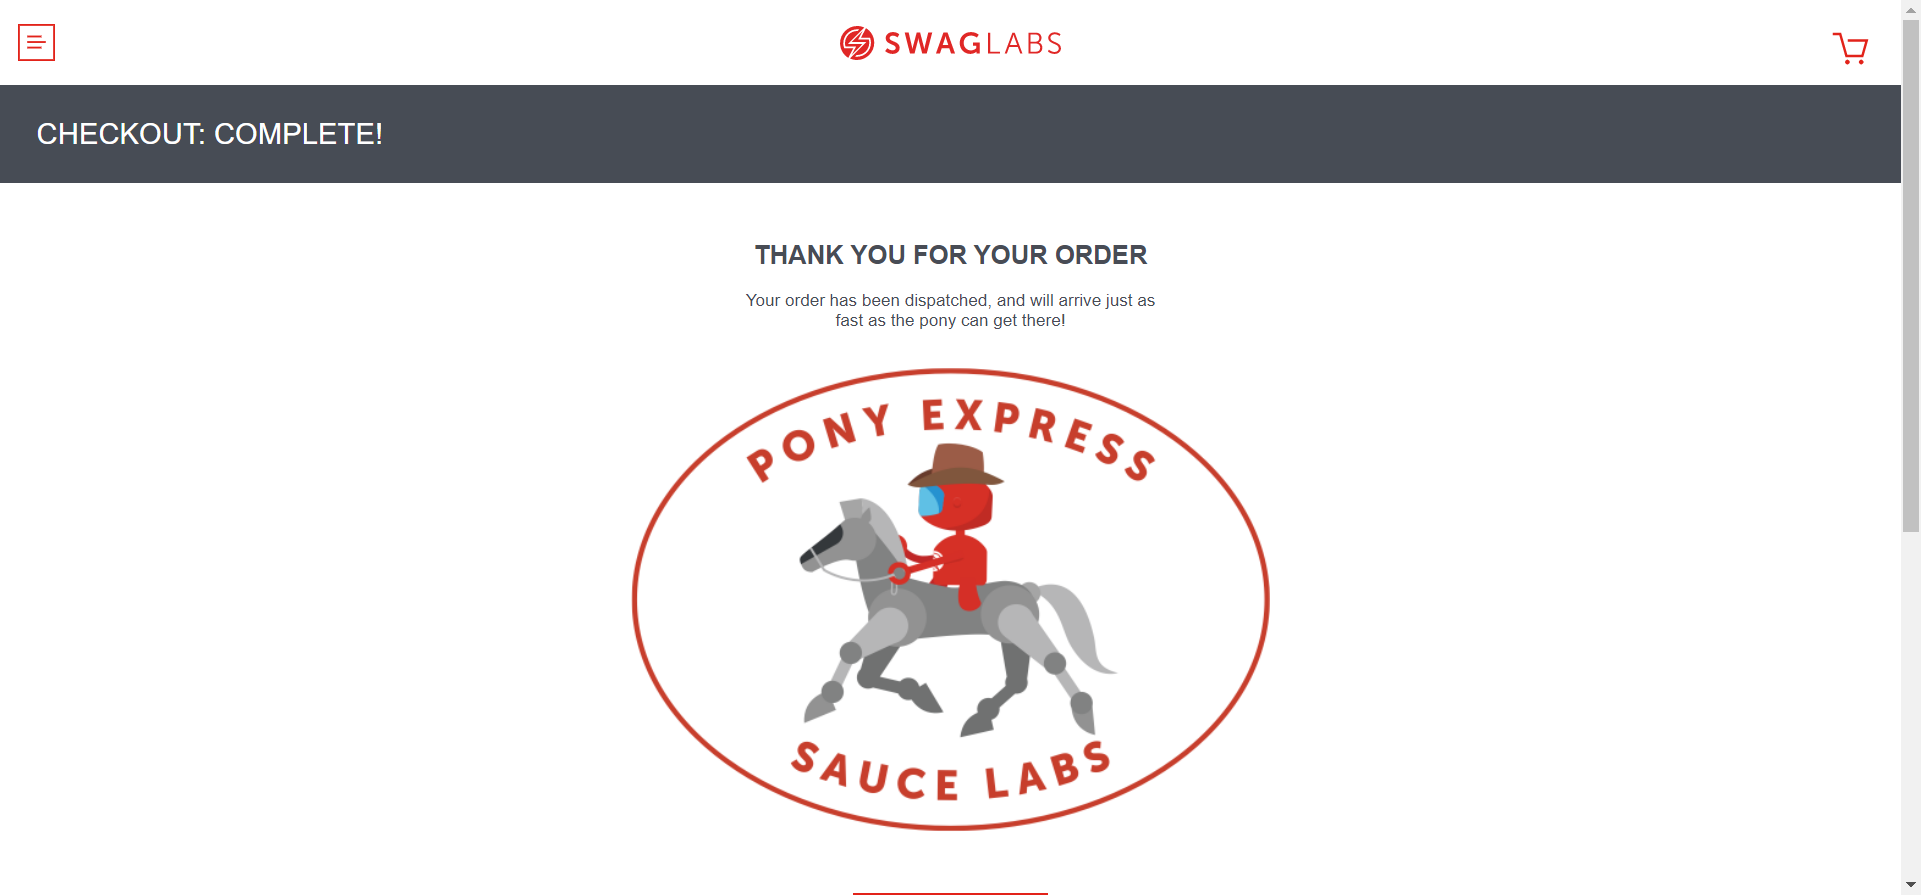 SWAGLABS
CHECKOUT: COMPLETE!
THANK YOU FOR YOUR ORDER
Your order has been dispatched, and will arrive just as
fast as the pony can get there!
PONY EXPRESS
SAUCE LABS